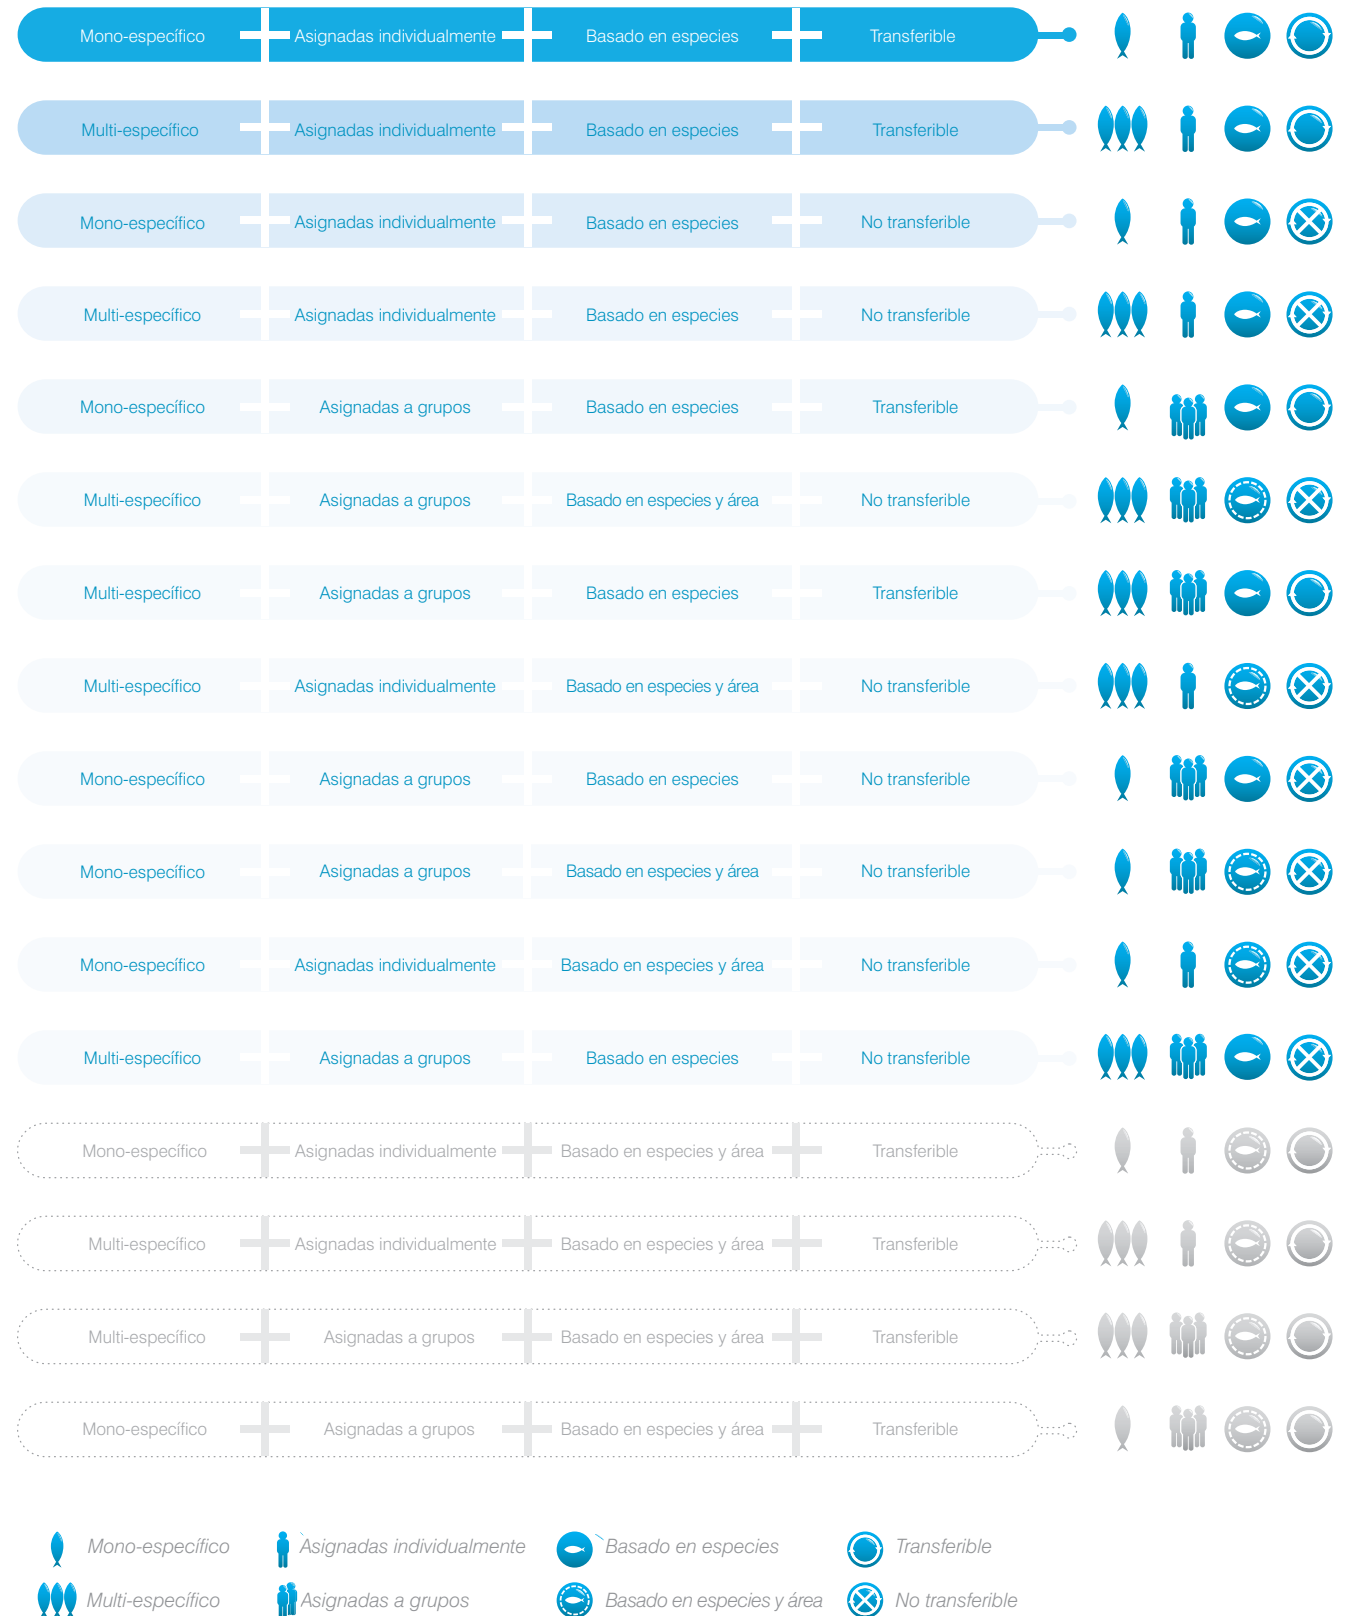 Mono-específico Asignadas individualmente Basado en especies Transferible
Multi-específico Asignadas individualmente Basado en especies Transferible
Mono-específico Asignadas individualmente Basado en especies No transferible
Multi-específico Asignadas individualmente Basado en especies No transferible
Mono-específico Asignadas a grupos Basado en especies Transferible
Multi-específico Asignadas a grupos Basado en especies y área No transferible
Multi-específico Asignadas a grupos Basado en especies Transferible
Multi-específico Asignadas individualmente Basado en especies y área No transferible
Mono-específico Asignadas a grupos Basado en especies No transferible
Mono-específico Asignadas a grupos Basado en especies y área No transferible
Mono-específico Asignadas individualmente Basado en especies y área No transferible
Multi-específico Asignadas a grupos Basado en especies No transferible
Mono-específico Asignadas individualmente Basado en especies y área Transferible
Multi-específico Asignadas individualmente Basado en especies y área Transferible
Multi-específico Asignadas a grupos Basado en especies y área Transferible
Mono-específico Asignadas a grupos Basado en especies y área Transferible
Mono-específico Asignadas individualmente Basado en especies Transferible
Multi-específico Asignadas a grupos Basado en especies y área No transferible